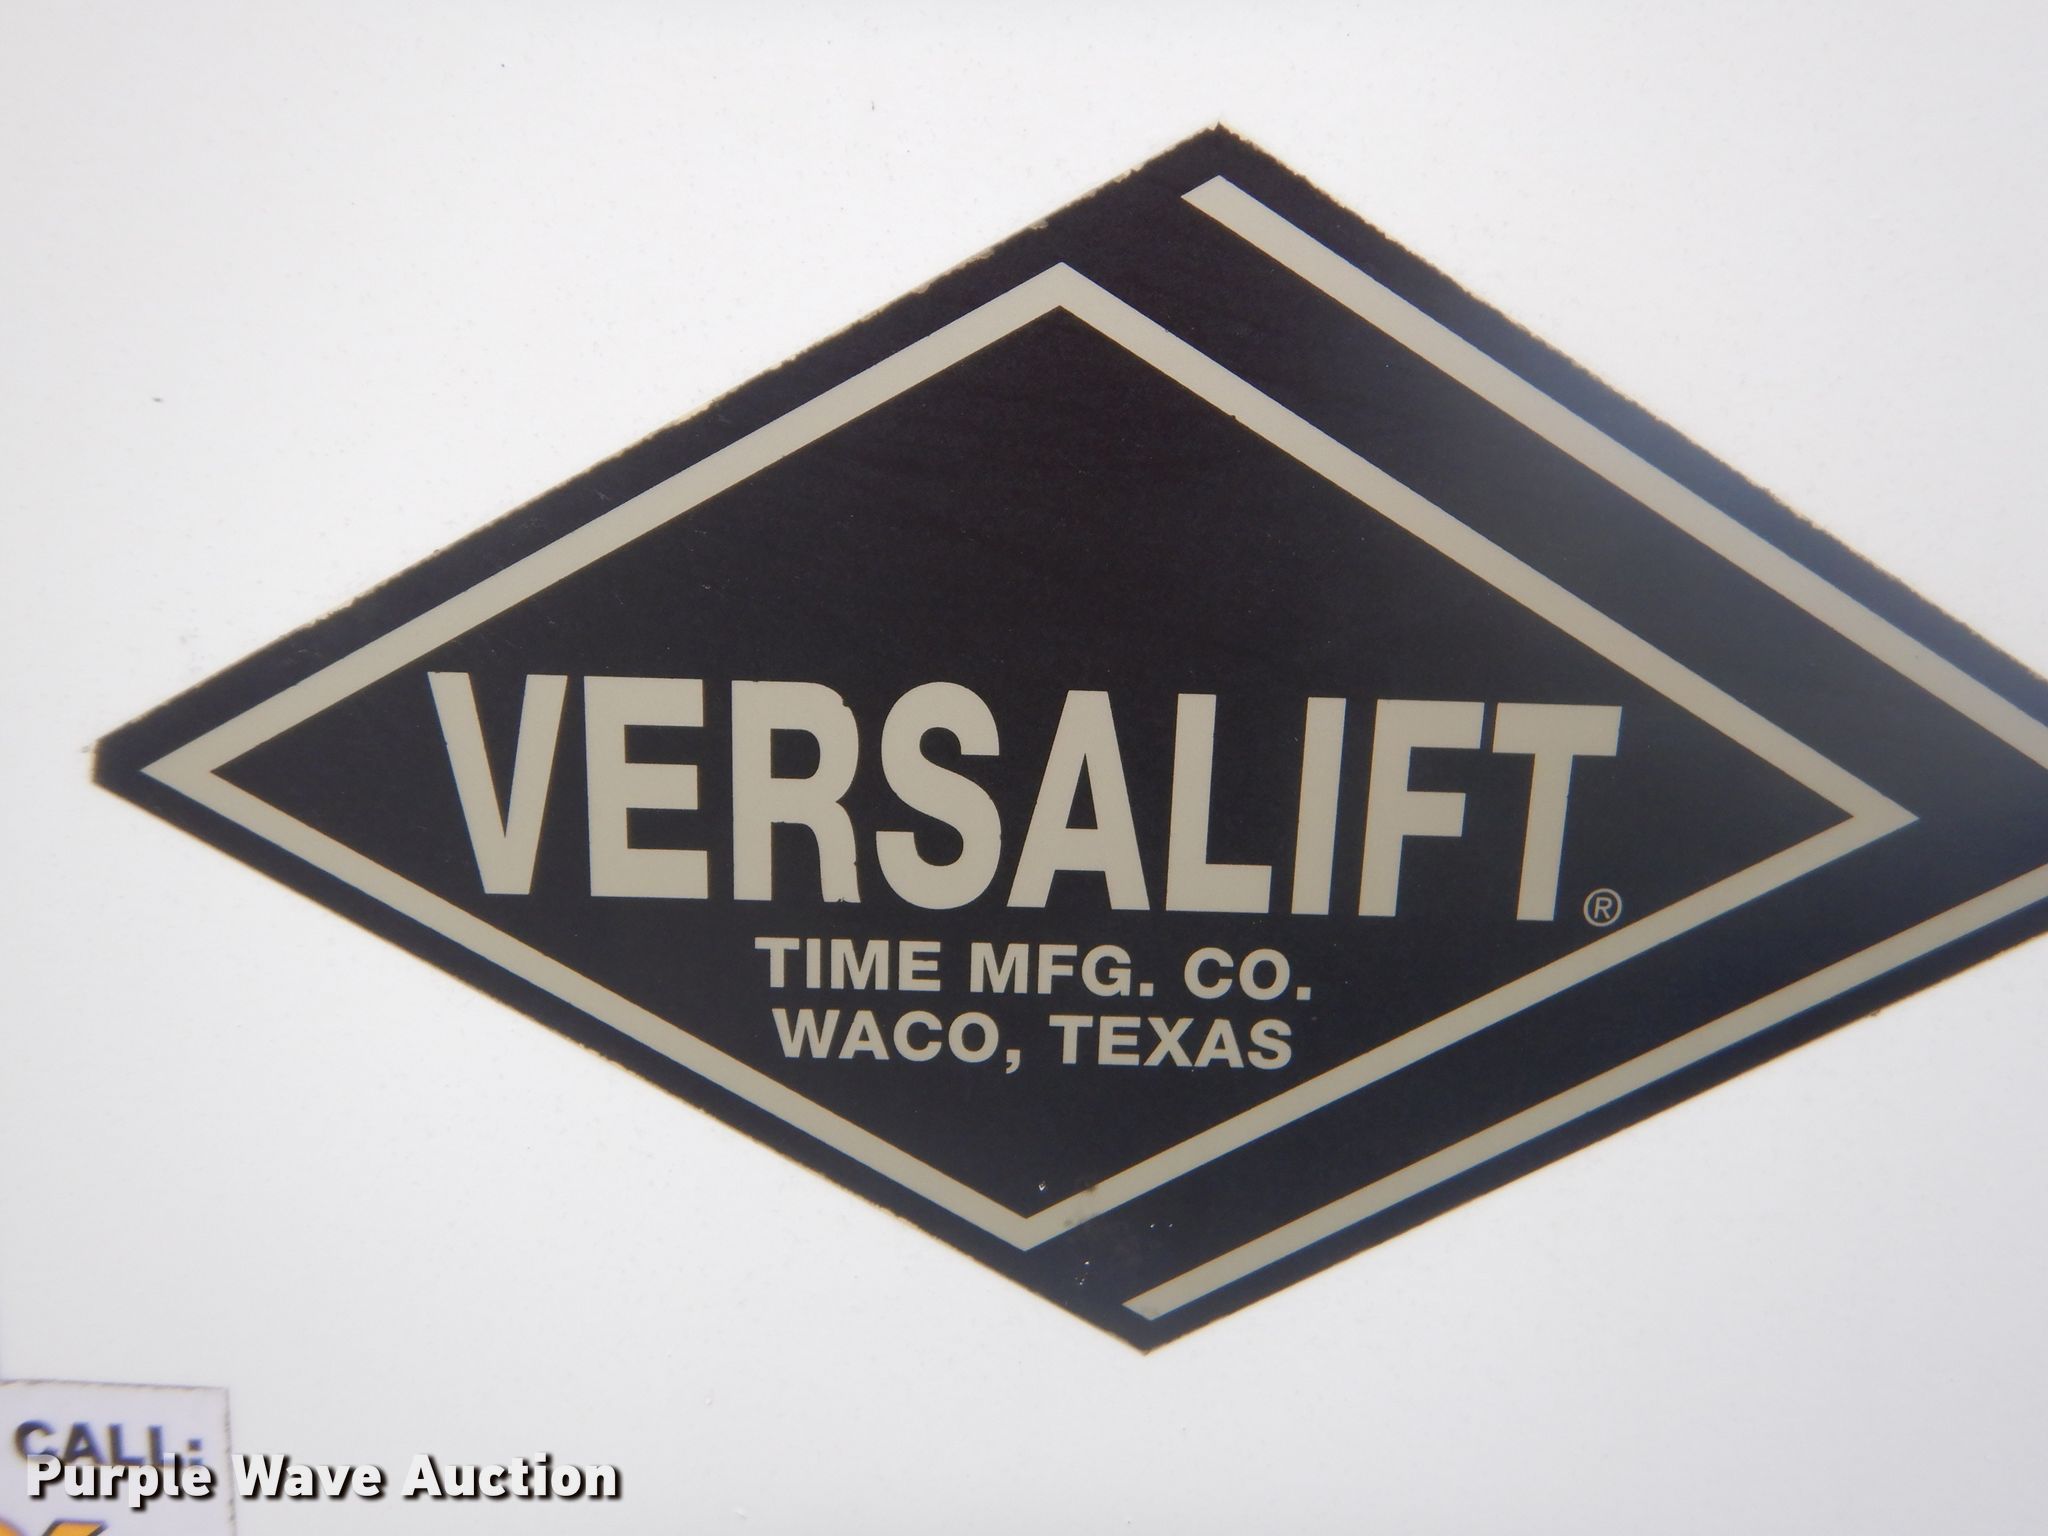 VERSALIFT®
TIME MFG. CO.
WACO, TEXAS
CALL:
Purple Wave Auction